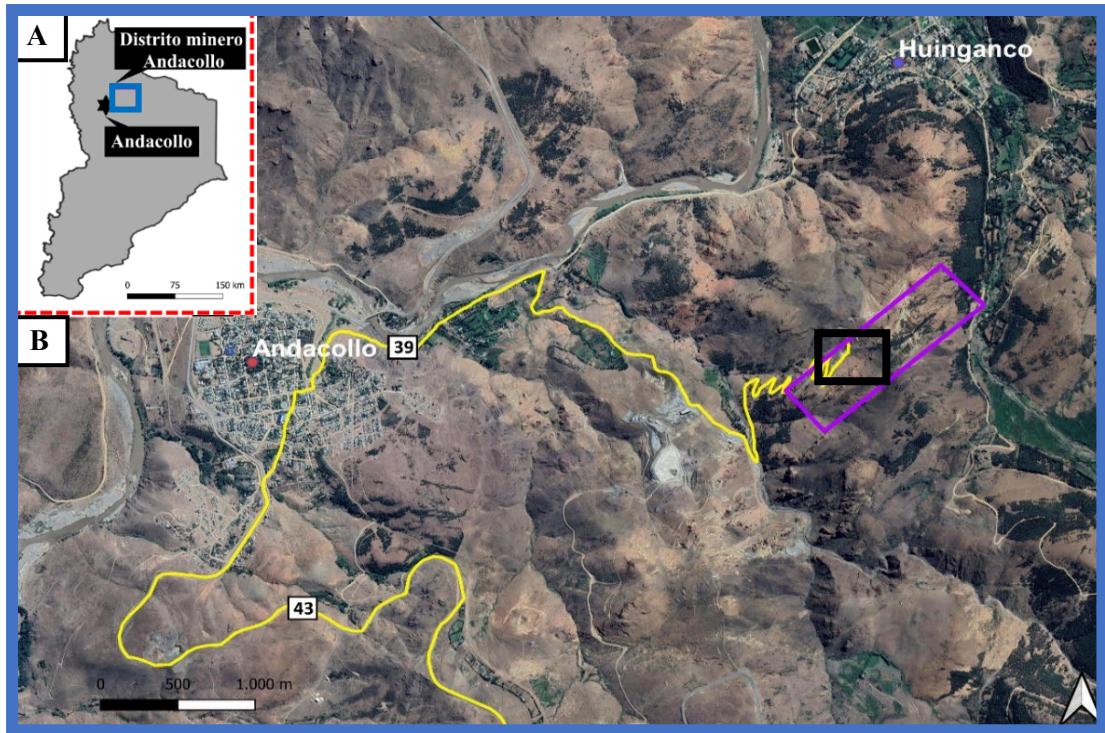 A
Distrito minero
Andacollo
Andacollo
0 75 150 km
B
Huinganco
Andacollo
39
43
0 500 1.000 m